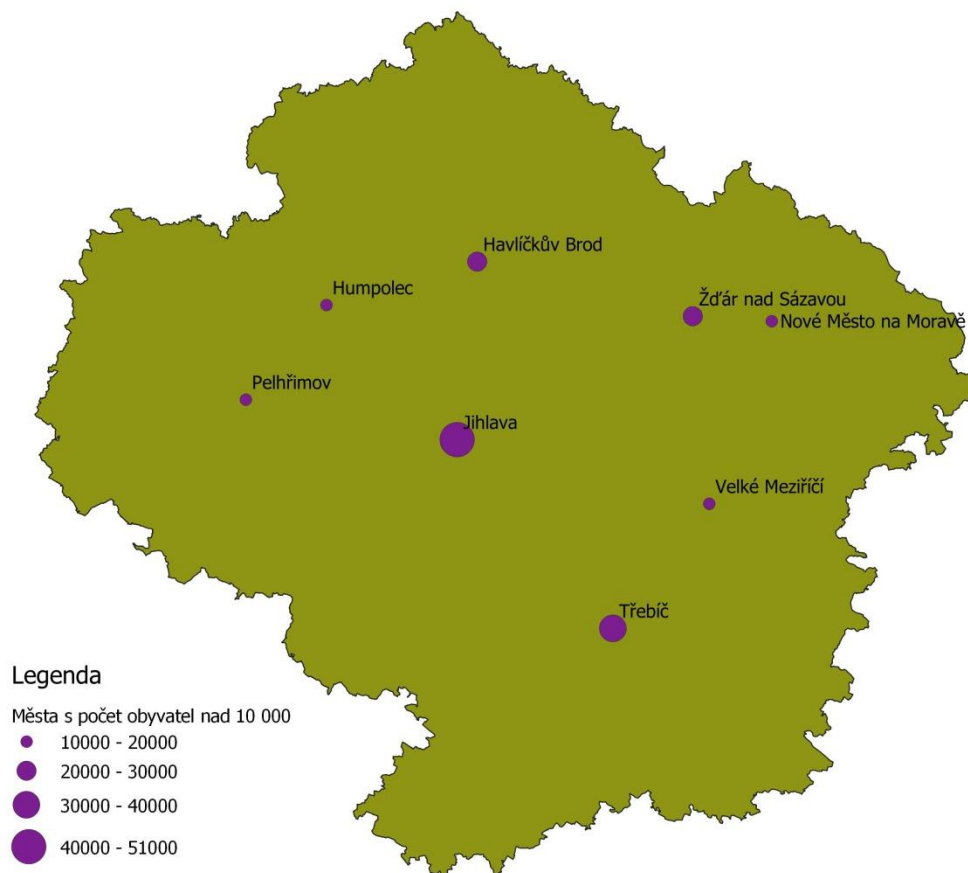 Havlíčkův Brod
Humpolec
Žďár nad Sázavou
Nové Město na Moravě
Pelhřimov
Jihlava
Velké Meziříčí
Třebíč
Legenda
Města s počet obyvatel nad 10 000
10000 - 20000
20000 - 30000
30000 - 40000
40000 - 51000